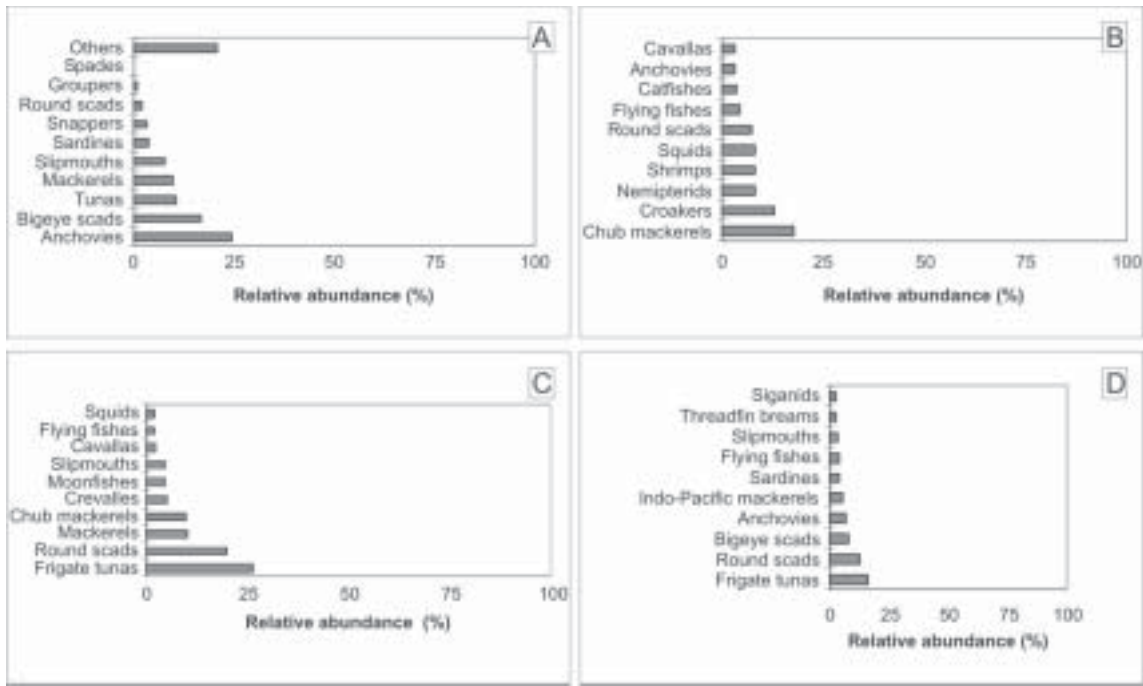 A
Others
Spades
Groupers
Round scads
Snappers
Sardines
Slipmouths
Mackerels
Tunas
Bigeye scads
Anchovies
0 25 50 75 100
Relative abundance (%)
B
Cavallas
Anchovies
Catfishes
Flying fishes
Round scads
Squids
Shrimps
Nemipterids
Croakers
Chub mackerels
0 25 50 75 100
Relative abundance (%)
C
Squids
Flying fishes
Cavallas
Slipmouths
Moonfishes
Crevalles
Chub mackerels
Mackerels
Round scads
Frigate tunas
0 25 50 75 100
Relative abundance (%)
D
Siganids
Threadfin breams
Slipmouths
Flying fishes
Sardines
Indo-Pacific mackerels
Anchovies
Bigeye scads
Round scads
Frigate tunas
0 25 50 75 100
Relative abundance (%)